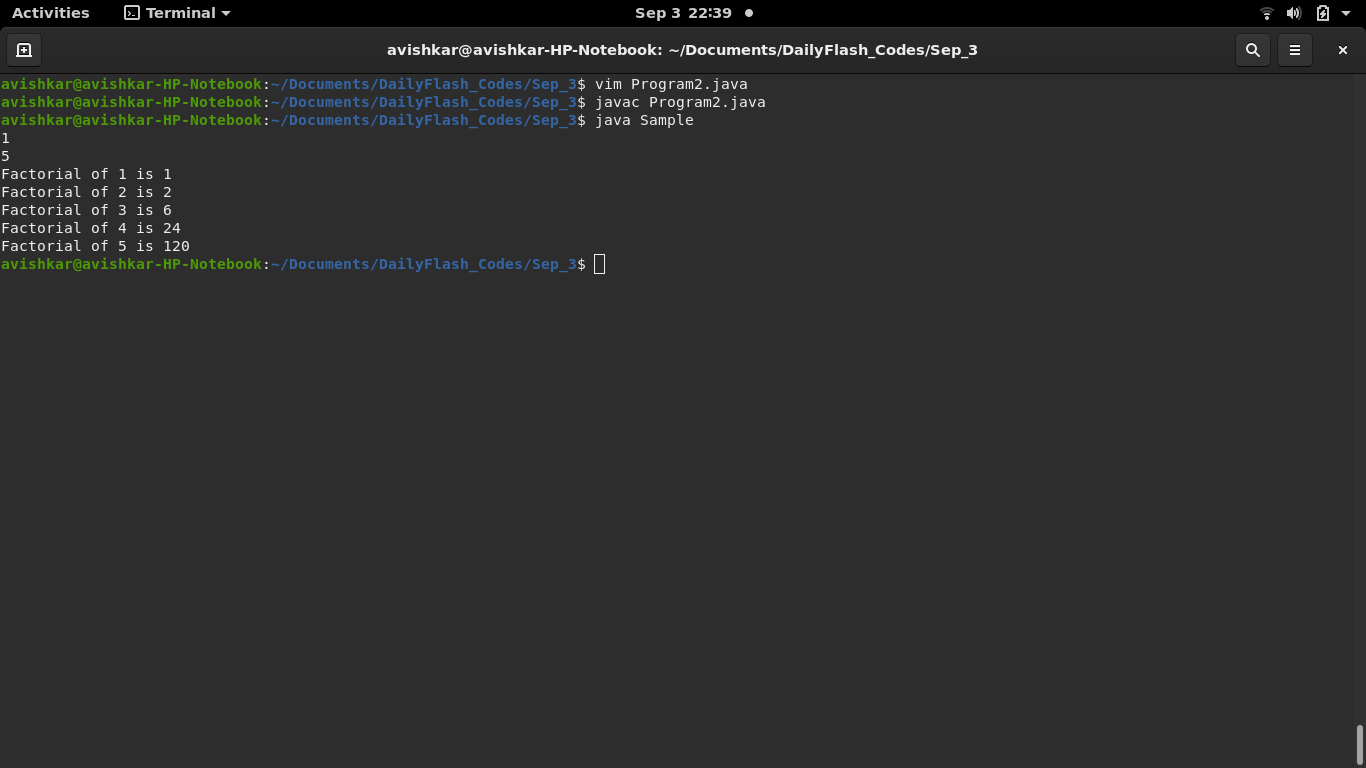 Activities Terminal Sep 3 22:39
avishkar@avishkar-HP-Notebook: ~/Documents/DailyFlash_Codes/Sep_3
avishkar@avishkar-HP-Notebook:~/Documents/DailyFlash_Codes/Sep_3$ vim Program2.java
avishkar@avishkar-HP-Notebook:~/Documents/DailyFlash_Codes/Sep_3$ javac Program2.java
avishkar@avishkar-HP-Notebook:~/Documents/DailyFlash_Codes/Sep_3$ java Sample
1
5
Factorial of 1 is 1
Factorial of 2 is 2
Factorial of 3 is 6
Factorial of 4 is 24
Factorial of 5 is 120
avishkar@avishkar-HP-Notebook:~/Documents/DailyFlash_Codes/Sep_3$